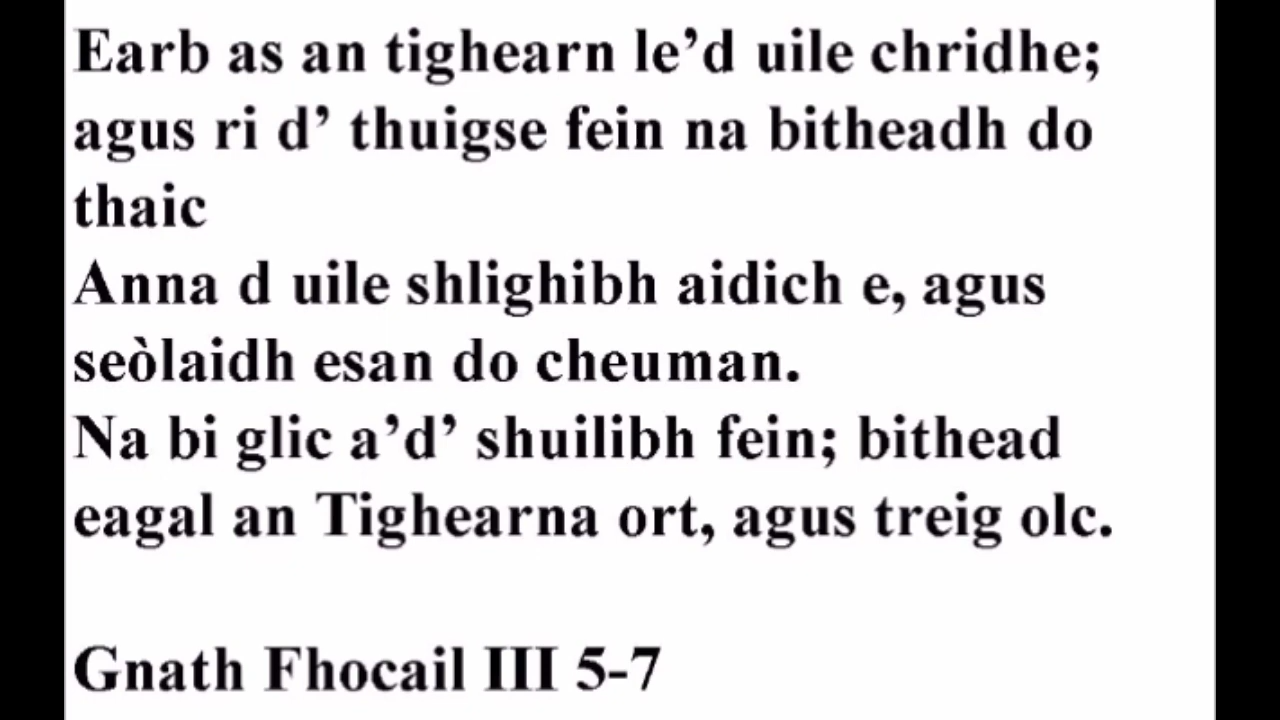 Earb as an tighearn le’d uile chridhe;
agus ri d’ thuigse fein na bitheadh do
thaic
Anna d uile shlighibh aidich e, agus
seòlaidh esan do cheuman.
Na bi glic a’d’ shuilibh fein; bithead
eagal an Tighearna ort, agus treig olc.
Gnath Fhocail III 5-7